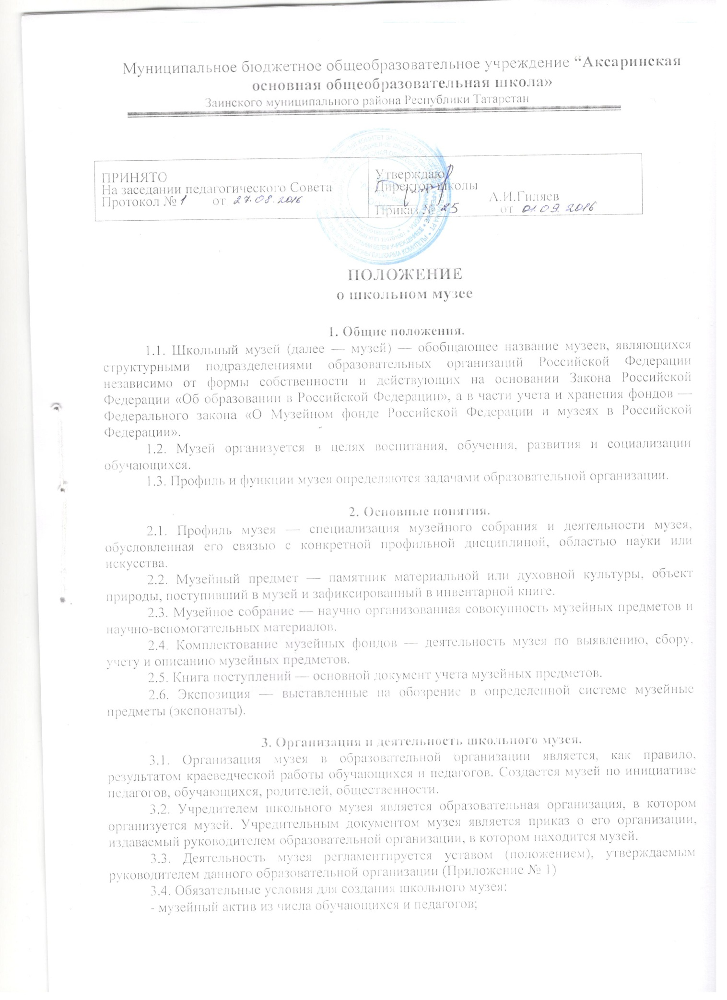 Муниципальное бюджетное общеобразовательное учреждение “Аксаринская
основная общеобразовательная школа»
Заинского муниципального района Республики Татарстан
ПРИНЯТО
На заседании педагогического Совета
Протокол № 1 от 27.08.2016
Утверждаю
Директор школы
А.И.Гиляев
Приказ № 25 от 01.09.2016
ПОЛОЖЕНИЕ
о школьном музее
1. Общие положения.
1.1. Школьный музей (далее — музей) — обобщающее название музеев, являющихся
структурными подразделениями образовательных организаций Российской Федерации
независимо от формы собственности и действующих на основании Закона Российской
Федерации «Об образовании в Российской Федерации», а в части учета и хранения фондов —
Федерального закона «О Музейном фонде Российской Федерации и музеях в Российской
Федерации».
1.2. Музей организуется в целях воспитания, обучения, развития и социализации
обучающихся.
1.3. Профиль и функции музея определяются задачами образовательной организации.
2. Основные понятия.
2.1. Профиль музея — специализация музейного собрания и деятельности музея,
обусловленная его связью с конкретной профильной дисциплиной, областью науки или
искусства.
2.2. Музейный предмет — памятник материальной или духовной культуры, объект
природы, поступивший в музей и зафиксированный в инвентарной книге.
2.3. Музейное собрание — научно организованная совокупность музейных предметов и
научно-вспомогательных материалов.
2.4. Комплектование музейных фондов — деятельность музея по выявлению, сбору,
учету и описанию музейных предметов.
2.5. Книга поступлений — основной документ учета музейных предметов.
2.6. Экспозиция — выставленные на обозрение в определенной системе музейные
предметы (экспонаты).
3. Организация и деятельность школьного музея.
3.1. Организация музея в образовательной организации является, как правило,
результатом краеведческой работы обучающихся и педагогов. Создается музей по инициативе
педагогов, обучающихся, родителей, общественности.
3.2. Учредителем школьного музея является образовательная организация, в котором
организуется музей. Учредительным документом музея является приказ о его организации,
издаваемый руководителем образовательной организации, в котором находится музей.
3.3. Деятельность музея регламентируется уставом (положением), утверждаемым
руководителем данного образовательной организации (Приложение № 1)
3.4. Обязательные условия для создания школьного музея:
- музейный актив из числа обучающихся и педагогов;